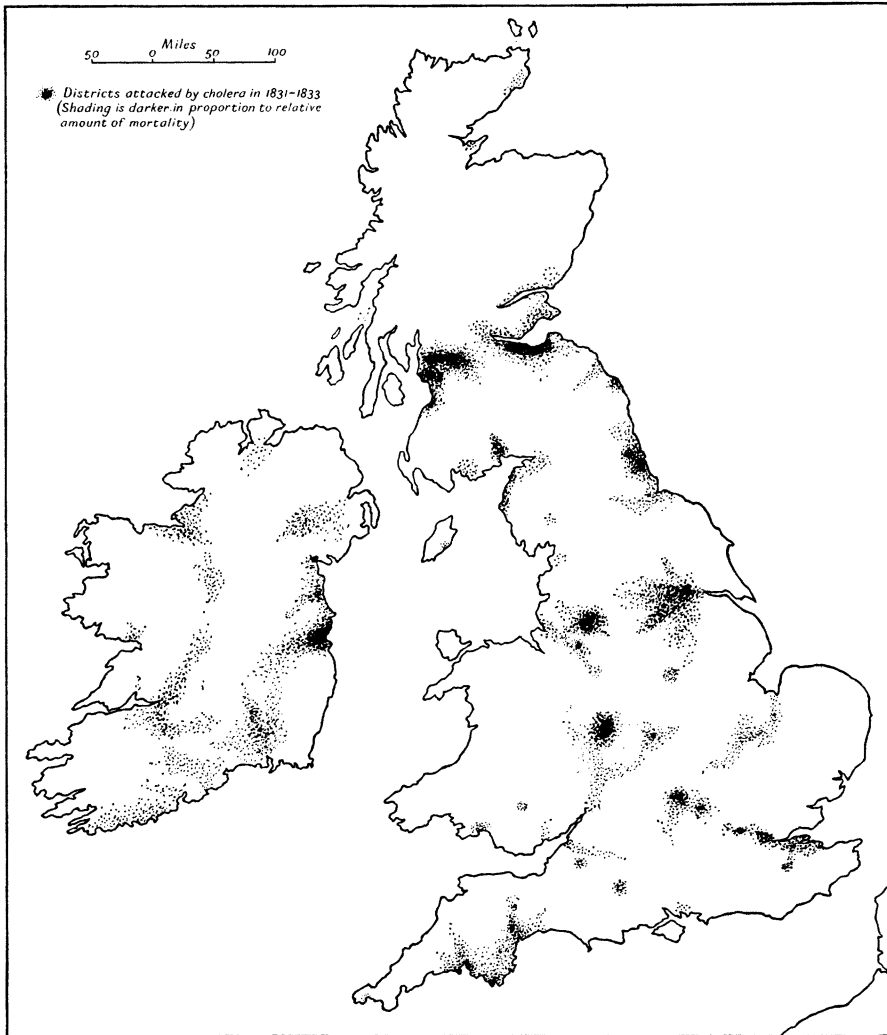 Miles
50 0 50 100
Districts attacked by cholera in 1831-1833
(Shading is darker in proportion to relative
amount of mortality)